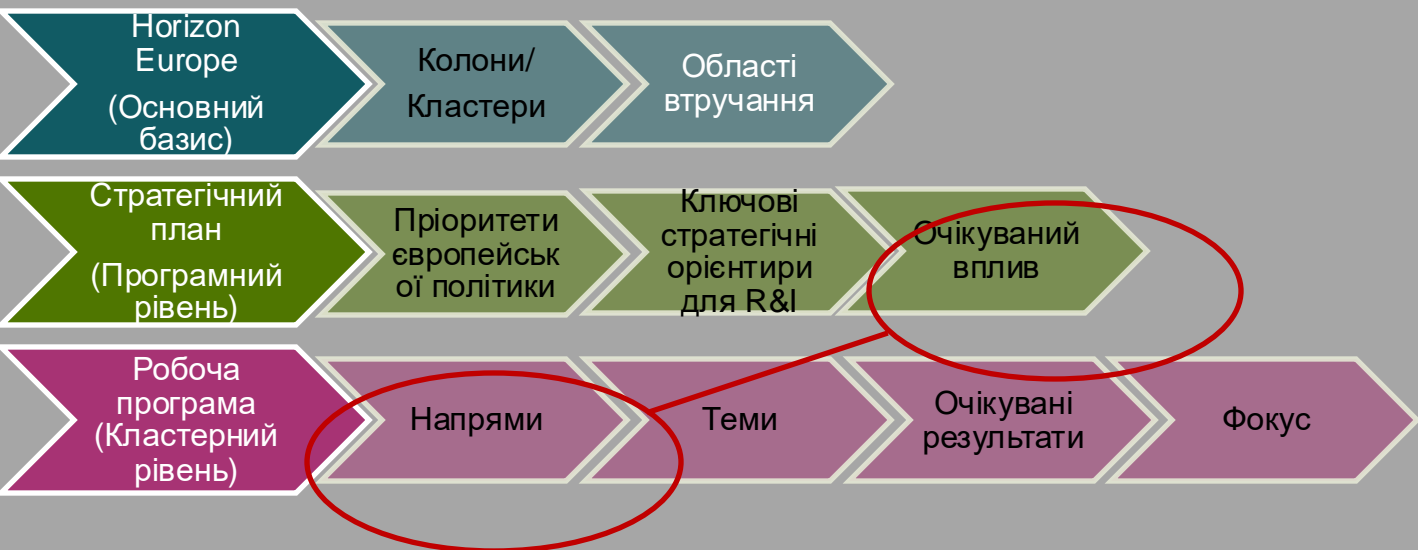 Horizon
Europe
(Основний
базис)
Колони/
Кластери
Області
втручання
Стратегічний
план
(Програмний
рівень)
Пріоритети
європейськ
ої політики
Ключові
стратегічні
орієнтири
для R&I
Очікуваний
вплив
Робоча
програма
(Кластерний
рівень)
Напрями
Теми
Очікувані
результати
Фокус